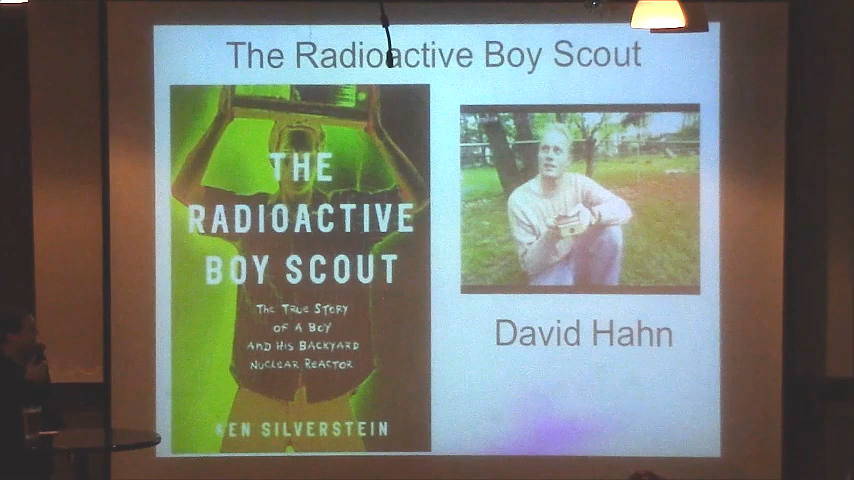 The Radioactive Boy Scout
THE
RADIOACTIVE
BOY SCOUT
THE TRUE STORY
OF A BOY
AND HIS BACKYARD
NUCLEAR REACTOR
KEN SILVERSTEIN
David Hahn